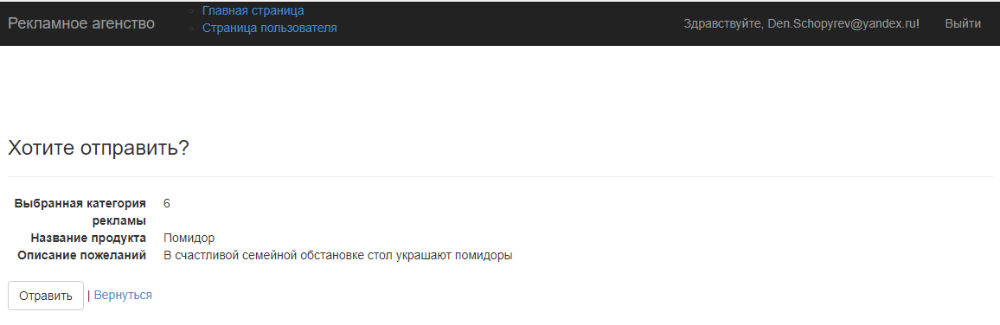 Рекламное агенство
Главная страница
Страница пользователя
Здравствуйте, Den.Schopyrev@yandex.ru!
Выйти
Хотите отправить?
Выбранная категория рекламы 6
Название продукта Помидор
Описание пожеланий В счастливой семейной обстановке стол украшают помидоры
Отравить | Вернуться